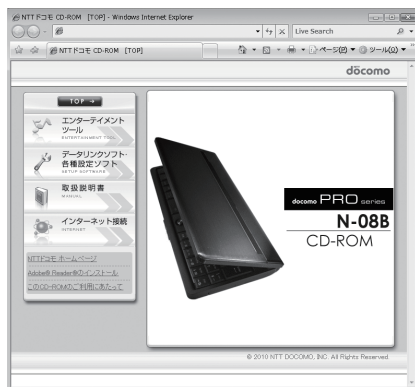 NTTドコモ CD-ROM [TOP] - Windows Internet Explorer
Live Search
NTTドコモ CD-ROM [TOP]
ページ(P) ツール(O)
döcomo
TOP
エンターテイメント
ツール
ENTERTAINMENT TOOL
データリンクソフト・
各種設定ソフト
SETUP SOFTWARE
取扱説明書
MANUAL
インターネット接続
INTERNET
NTTドコモ ホームページ
Adobe® Reader®のインストール
このCD-ROMのご利用にあたって
docomo PRO series
N-08B
CD-ROM
© 2010 NTT DOCOMO, INC. All Rights Reserved.